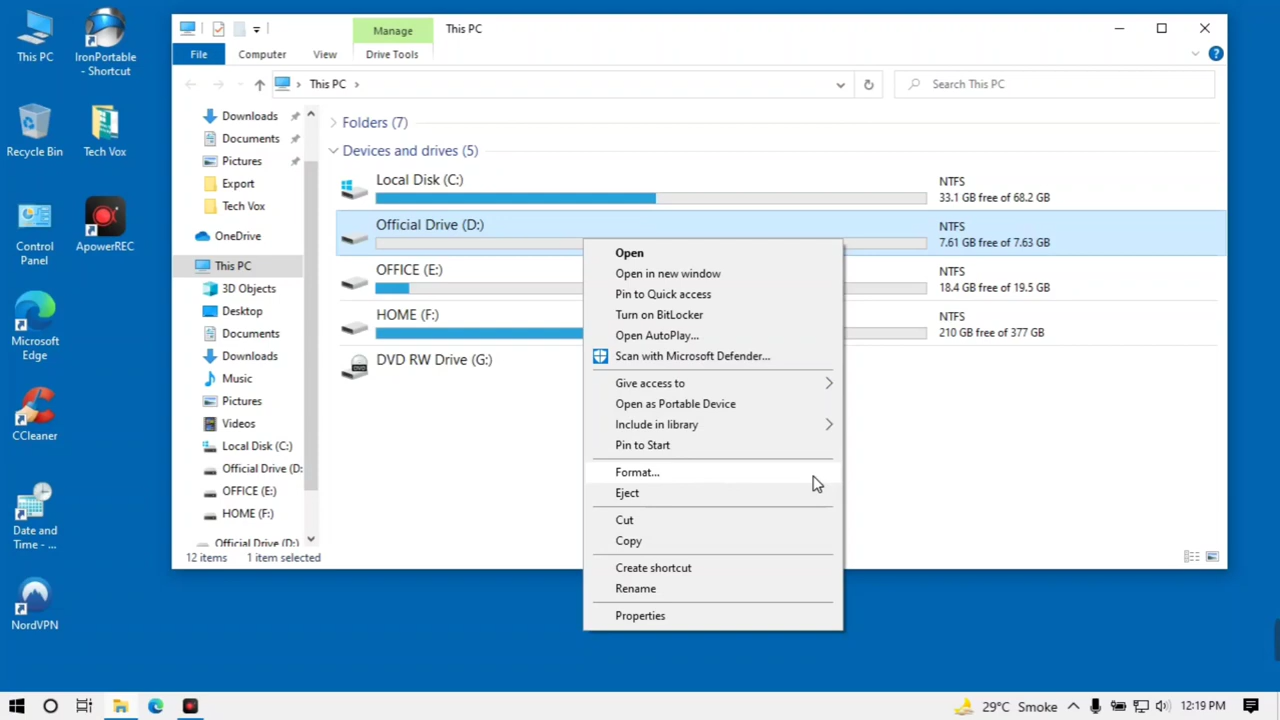 This PC
IronPortable
- Shortcut
Recycle Bin
Tech Vox
Control
Panel
ApowerREC
Microsoft
Edge
CCleaner
Date and
Time - ...
NordVPN
Manage
This PC
File
Computer
View
Drive Tools
This PC
Search This PC
Downloads
Documents
Pictures
Export
Tech Vox
OneDrive
This PC
3D Objects
Desktop
Documents
Downloads
Music
Pictures
Videos
Local Disk (C:)
Official Drive (D:
OFFICE (E:)
HOME (F:)
Official Drive (D:)
Folders (7)
Devices and drives (5)
Local Disk (C:)
NTFS
33.1 GB free of 68.2 GB
Official Drive (D:)
NTFS
7.61 GB free of 7.63 GB
OFFICE (E:)
NTFS
18.4 GB free of 19.5 GB
HOME (F:)
NTFS
210 GB free of 377 GB
DVD RW Drive (G:)
DVD
Open
Open in new window
Pin to Quick access
Turn on BitLocker
Open AutoPlay...
Scan with Microsoft Defender...
Give access to
Open as Portable Device
Include in library
Pin to Start
Format...
Eject
Cut
Copy
Create shortcut
Rename
Properties
12 items
1 item selected
29°C Smoke
12:19 PM